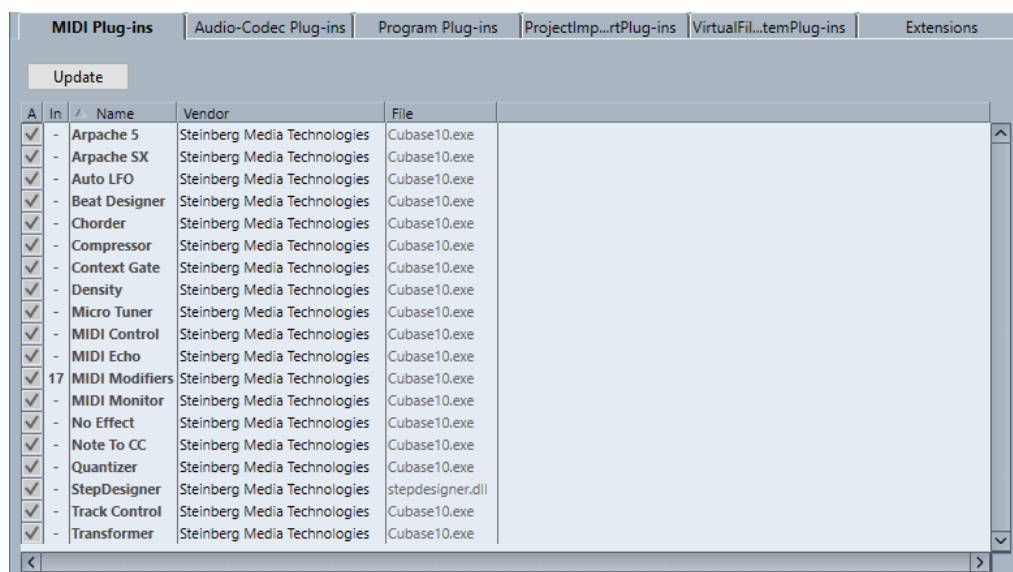 MIDI Plug-ins Audio-Codec Plug-ins Program Plug-ins ProjectImp...rtPlug-ins VirtualFil...temPlug-ins Extensions
Update
A In Name Vendor File
- Arpache 5 Steinberg Media Technologies Cubase10.exe
- Arpache SX Steinberg Media Technologies Cubase10.exe
- Auto LFO Steinberg Media Technologies Cubase10.exe
- Beat Designer Steinberg Media Technologies Cubase10.exe
- Chorder Steinberg Media Technologies Cubase10.exe
- Compressor Steinberg Media Technologies Cubase10.exe
- Context Gate Steinberg Media Technologies Cubase10.exe
- Density Steinberg Media Technologies Cubase10.exe
- Micro Tuner Steinberg Media Technologies Cubase10.exe
- MIDI Control Steinberg Media Technologies Cubase10.exe
- MIDI Echo Steinberg Media Technologies Cubase10.exe
17 MIDI Modifiers Steinberg Media Technologies Cubase10.exe
- MIDI Monitor Steinberg Media Technologies Cubase10.exe
- No Effect Steinberg Media Technologies Cubase10.exe
- Note To CC Steinberg Media Technologies Cubase10.exe
- Quantizer Steinberg Media Technologies Cubase10.exe
- StepDesigner Steinberg Media Technologies stepdesigner.dll
- Track Control Steinberg Media Technologies Cubase10.exe
- Transformer Steinberg Media Technologies Cubase10.exe